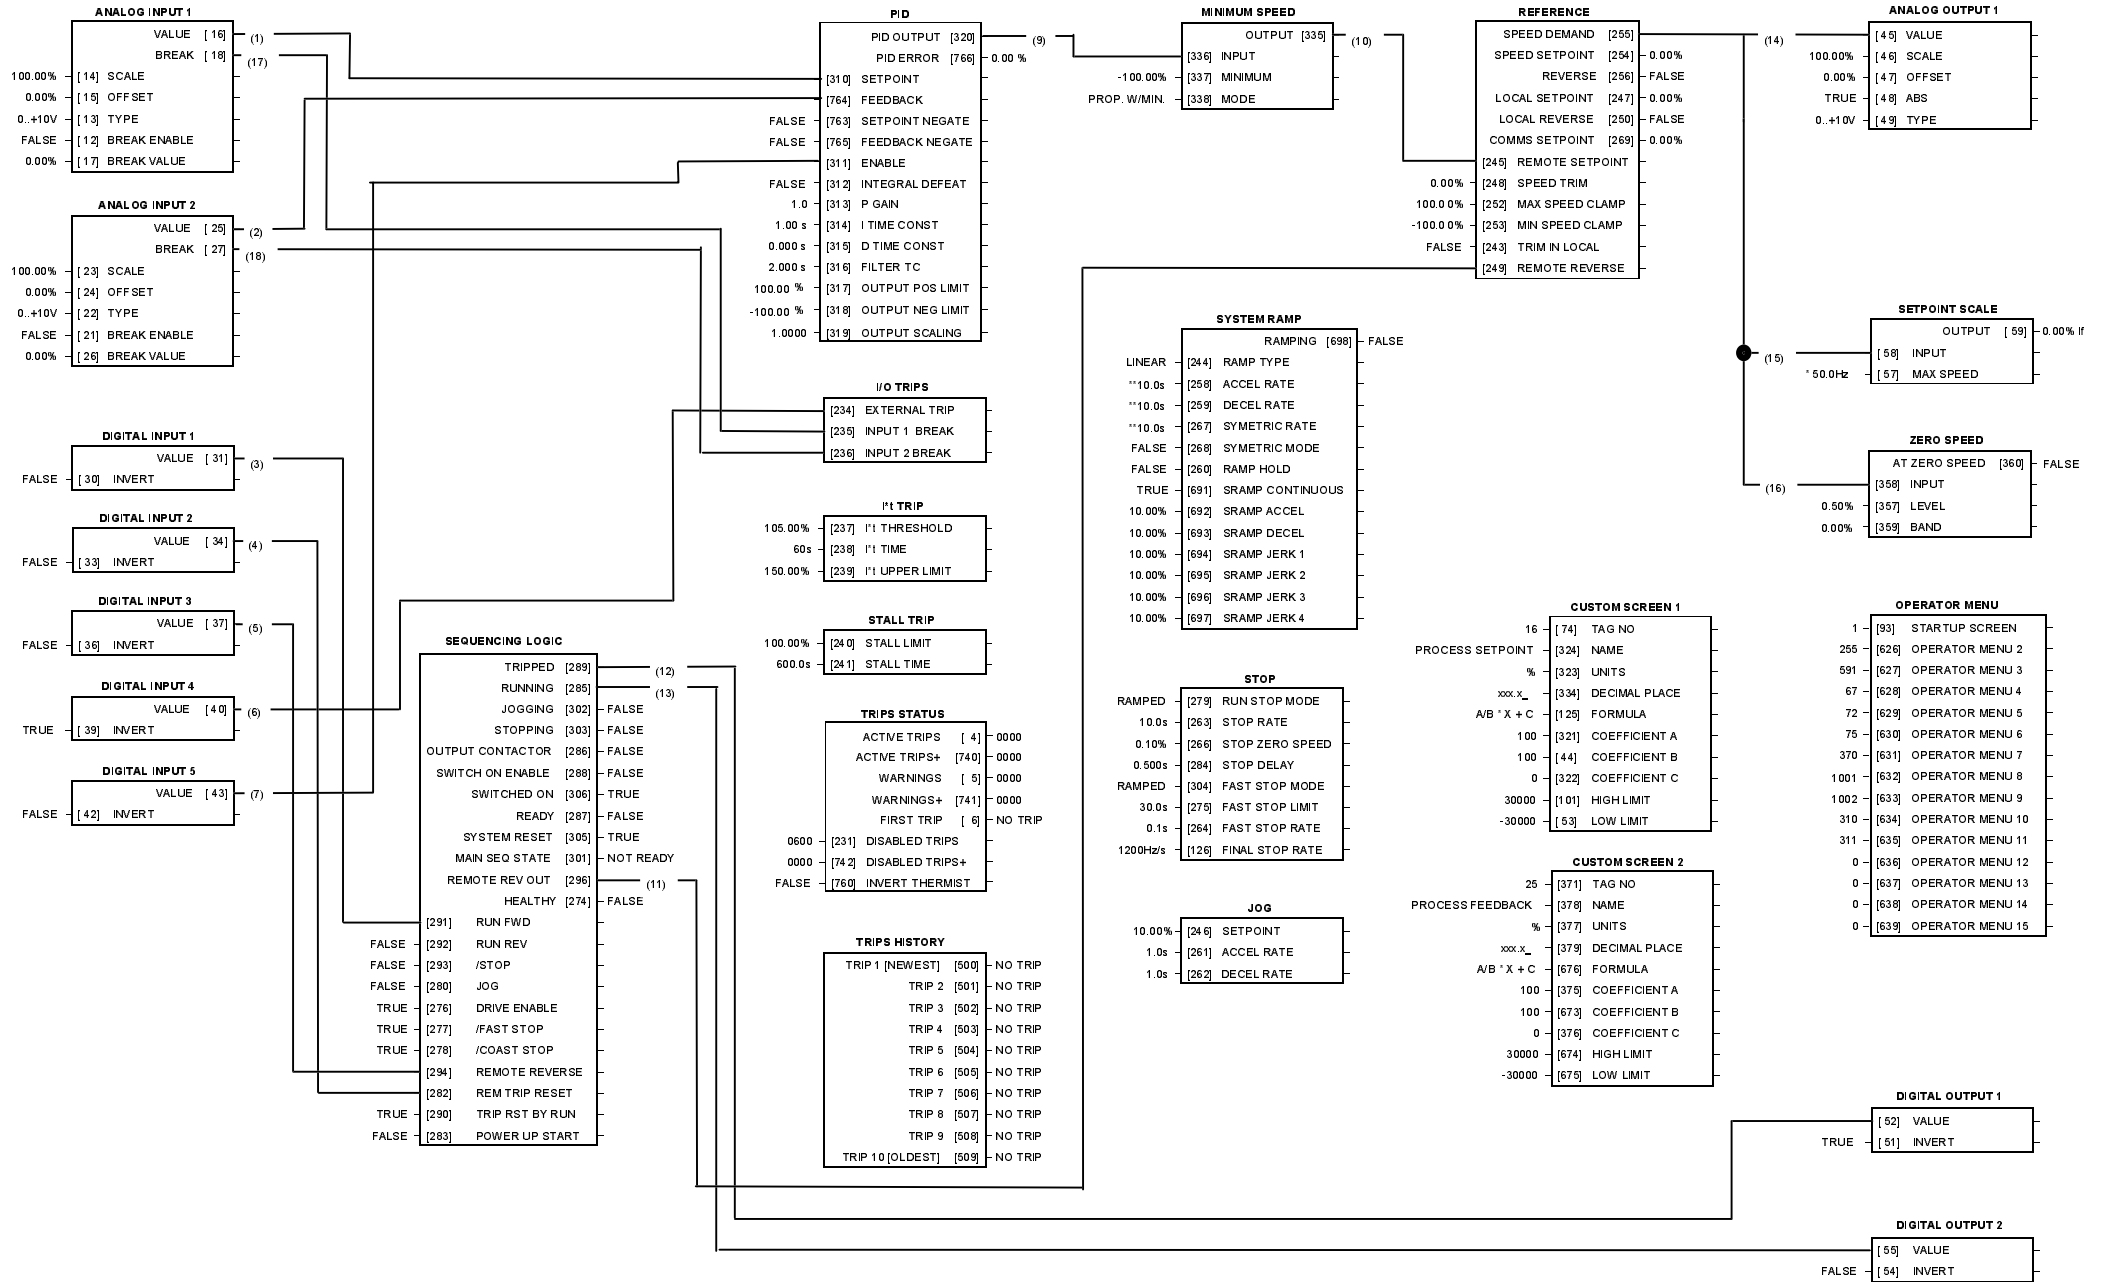 ANALOG INPUT 1
VALUE [ 16] (1)
BREAK [ 18] (17)
100.00% [ 14] SCALE
0.00% [ 15] OFFSET
0..+10V [ 13] TYPE
FALSE [ 12] BREAK ENABLE
0.00% [ 17] BREAK VALUE
ANALOG INPUT 2
VALUE [ 25] (2)
BREAK [ 27] (18)
100.00% [ 23] SCALE
0.00% [ 24] OFFSET
0..+10V [ 22] TYPE
FALSE [ 21] BREAK ENABLE
0.00% [ 26] BREAK VALUE
DIGITAL INPUT 1
VALUE [ 31] (3)
FALSE [ 30] INVERT
DIGITAL INPUT 2
VALUE [ 34] (4)
FALSE [ 33] INVERT
DIGITAL INPUT 3
VALUE [ 37] (5)
FALSE [ 36] INVERT
DIGITAL INPUT 4
VALUE [ 40] (6)
TRUE [ 39] INVERT
DIGITAL INPUT 5
VALUE [ 43] (7)
FALSE [ 42] INVERT
SEQUENCING LOGIC
TRIPPED [289] (12)
RUNNING [285] (13)
JOGGING [302] FALSE
STOPPING [303] FALSE
OUTPUT CONTACTOR [286] FALSE
SWITCH ON ENABLE [288] FALSE
SWITCHED ON [306] TRUE
READY [287] FALSE
SYSTEM RESET [305] TRUE
MAIN SEQ STATE [301] NOT READY
REMOTE REV OUT [296] (11)
HEALTHY [274] FALSE
[291] RUN FWD
FALSE [292] RUN REV
FALSE [293] /STOP
FALSE [280] JOG
TRUE [276] DRIVE ENABLE
TRUE [277] /FAST STOP
TRUE [278] /COAST STOP
[294] REMOTE REVERSE
[282] REM TRIP RESET
TRUE [290] TRIP RST BY RUN
FALSE [283] POWER UP START
PID
PID OUTPUT [320] (9)
PID ERROR [766] 0.00 %
[310] SETPOINT
[764] FEEDBACK
FALSE [763] SETPOINT NEGATE
FALSE [765] FEEDBACK NEGATE
[311] ENABLE
FALSE [312] INTEGRAL DEFEAT
1.0 [313] P GAIN
1.00 s [314] I TIME CONST
0.000 s [315] D TIME CONST
2.000 s [316] FILTER TC
100.00 % [317] OUTPUT POS LIMIT
-100.00 % [318] OUTPUT NEG LIMIT
1.0000 [319] OUTPUT SCALING
I/O TRIPS
[234] EXTERNAL TRIP
[235] INPUT 1 BREAK
[236] INPUT 2 BREAK
I*t TRIP
105.00% [237] I*t THRESHOLD
60s [238] I*t TIME
150.00% [239] I*t UPPER LIMIT
STALL TRIP
100.00% [240] STALL LIMIT
600.0s [241] STALL TIME
TRIPS STATUS
ACTIVE TRIPS [ 4] 0000
ACTIVE TRIPS+ [740] 0000
WARNINGS [ 5] 0000
WARNINGS+ [741] 0000
FIRST TRIP [ 6] NO TRIP
0600 [231] DISABLED TRIPS
0000 [742] DISABLED TRIPS+
FALSE [760] INVERT THERMIST
TRIPS HISTORY
TRIP 1 [NEWEST) [500] NO TRIP
TRIP 2 [501] NO TRIP
TRIP 3 [502] NO TRIP
TRIP 4 [503] NO TRIP
TRIP 5 [504] NO TRIP
TRIP 6 [505] NO TRIP
TRIP 7 [506] NO TRIP
TRIP 8 [507] NO TRIP
TRIP 9 [508] NO TRIP
TRIP 10 [OLDEST) [509] NO TRIP
MINIMUM SPEED
OUTPUT [335] (10)
[336] INPUT
-100.00% [337] MINIMUM
PROP. W/MIN. [338] MODE
SYSTEM RAMP
RAMPING [698] FALSE
LINEAR [244] RAMP TYPE
**10.0s [258] ACCEL RATE
**10.0s [259] DECEL RATE
**10.0s [267] SYMETRIC RATE
FALSE [268] SYMETRIC MODE
FALSE [260] RAMP HOLD
TRUE [691] SRAMP CONTINUOUS
10.00% [692] SRAMP ACCEL
10.00% [693] SRAMP DECEL
10.00% [694] SRAMP JERK 1
10.00% [695] SRAMP JERK 2
10.00% [696] SRAMP JERK 3
10.00% [697] SRAMP JERK 4
STOP
RAMPED [279] RUN STOP MODE
10.0s [263] STOP RATE
0.10% [266] STOP ZERO SPEED
0.500s [284] STOP DELAY
RAMPED [304] FAST STOP MODE
30.0s [275] FAST STOP LIMIT
0.1s [264] FAST STOP RATE
1200Hz/s [126] FINAL STOP RATE
JOG
10.00% [246] SETPOINT
1.0s [261] ACCEL RATE
1.0s [262] DECEL RATE
REFERENCE
SPEED DEMAND [255] (14)
SPEED SETPOINT [254] 0.00%
REVERSE [256] FALSE
LOCAL SETPOINT [247] 0.00%
LOCAL REVERSE [250] FALSE
COMMS SETPOINT [269] 0.00%
[245] REMOTE SETPOINT
0.00% [248] SPEED TRIM
100.00% [252] MAX SPEED CLAMP
-100.00% [253] MIN SPEED CLAMP
FALSE [243] TRIM IN LOCAL
[249] REMOTE REVERSE
CUSTOM SCREEN 1
16 [ 74] TAG NO
PROCESS SETPOINT [324] NAME
% [323] UNITS
xxx.x_ [334] DECIMAL PLACE
A/B * X + C [125] FORMULA
100 [321] COEFFICIENT A
100 [ 44] COEFFICIENT B
0 [322] COEFFICIENT C
30000 [101] HIGH LIMIT
-30000 [ 53] LOW LIMIT
CUSTOM SCREEN 2
25 [371] TAG NO
PROCESS FEEDBACK [378] NAME
% [377] UNITS
xxx.x_ [379] DECIMAL PLACE
A/B * X + C [676] FORMULA
100 [375] COEFFICIENT A
100 [673] COEFFICIENT B
0 [376] COEFFICIENT C
30000 [674] HIGH LIMIT
-30000 [675] LOW LIMIT
ANALOG OUTPUT 1
[ 45] VALUE
100.00% [ 46] SCALE
0.00% [ 47] OFFSET
TRUE [ 48] ABS
0..+10V [ 49] TYPE
SETPOINT SCALE
OUTPUT [ 59] 0.00% lf
(15) [ 58] INPUT
* 50.0Hz [ 57] MAX SPEED
ZERO SPEED
AT ZERO SPEED [360] FALSE
(16) [358] INPUT
0.50% [357] LEVEL
0.00% [359] BAND
OPERATOR MENU
1 [93] STARTUP SCREEN
255 [626] OPERATOR MENU 2
591 [627] OPERATOR MENU 3
67 [628] OPERATOR MENU 4
72 [629] OPERATOR MENU 5
75 [630] OPERATOR MENU 6
370 [631] OPERATOR MENU 7
1001 [632] OPERATOR MENU 8
1002 [633] OPERATOR MENU 9
310 [634] OPERATOR MENU 10
311 [635] OPERATOR MENU 11
0 [636] OPERATOR MENU 12
0 [637] OPERATOR MENU 13
0 [638] OPERATOR MENU 14
0 [639] OPERATOR MENU 15
DIGITAL OUTPUT 1
[ 52] VALUE
TRUE [ 51] INVERT
DIGITAL OUTPUT 2
[ 55] VALUE
FALSE [ 54] INVERT